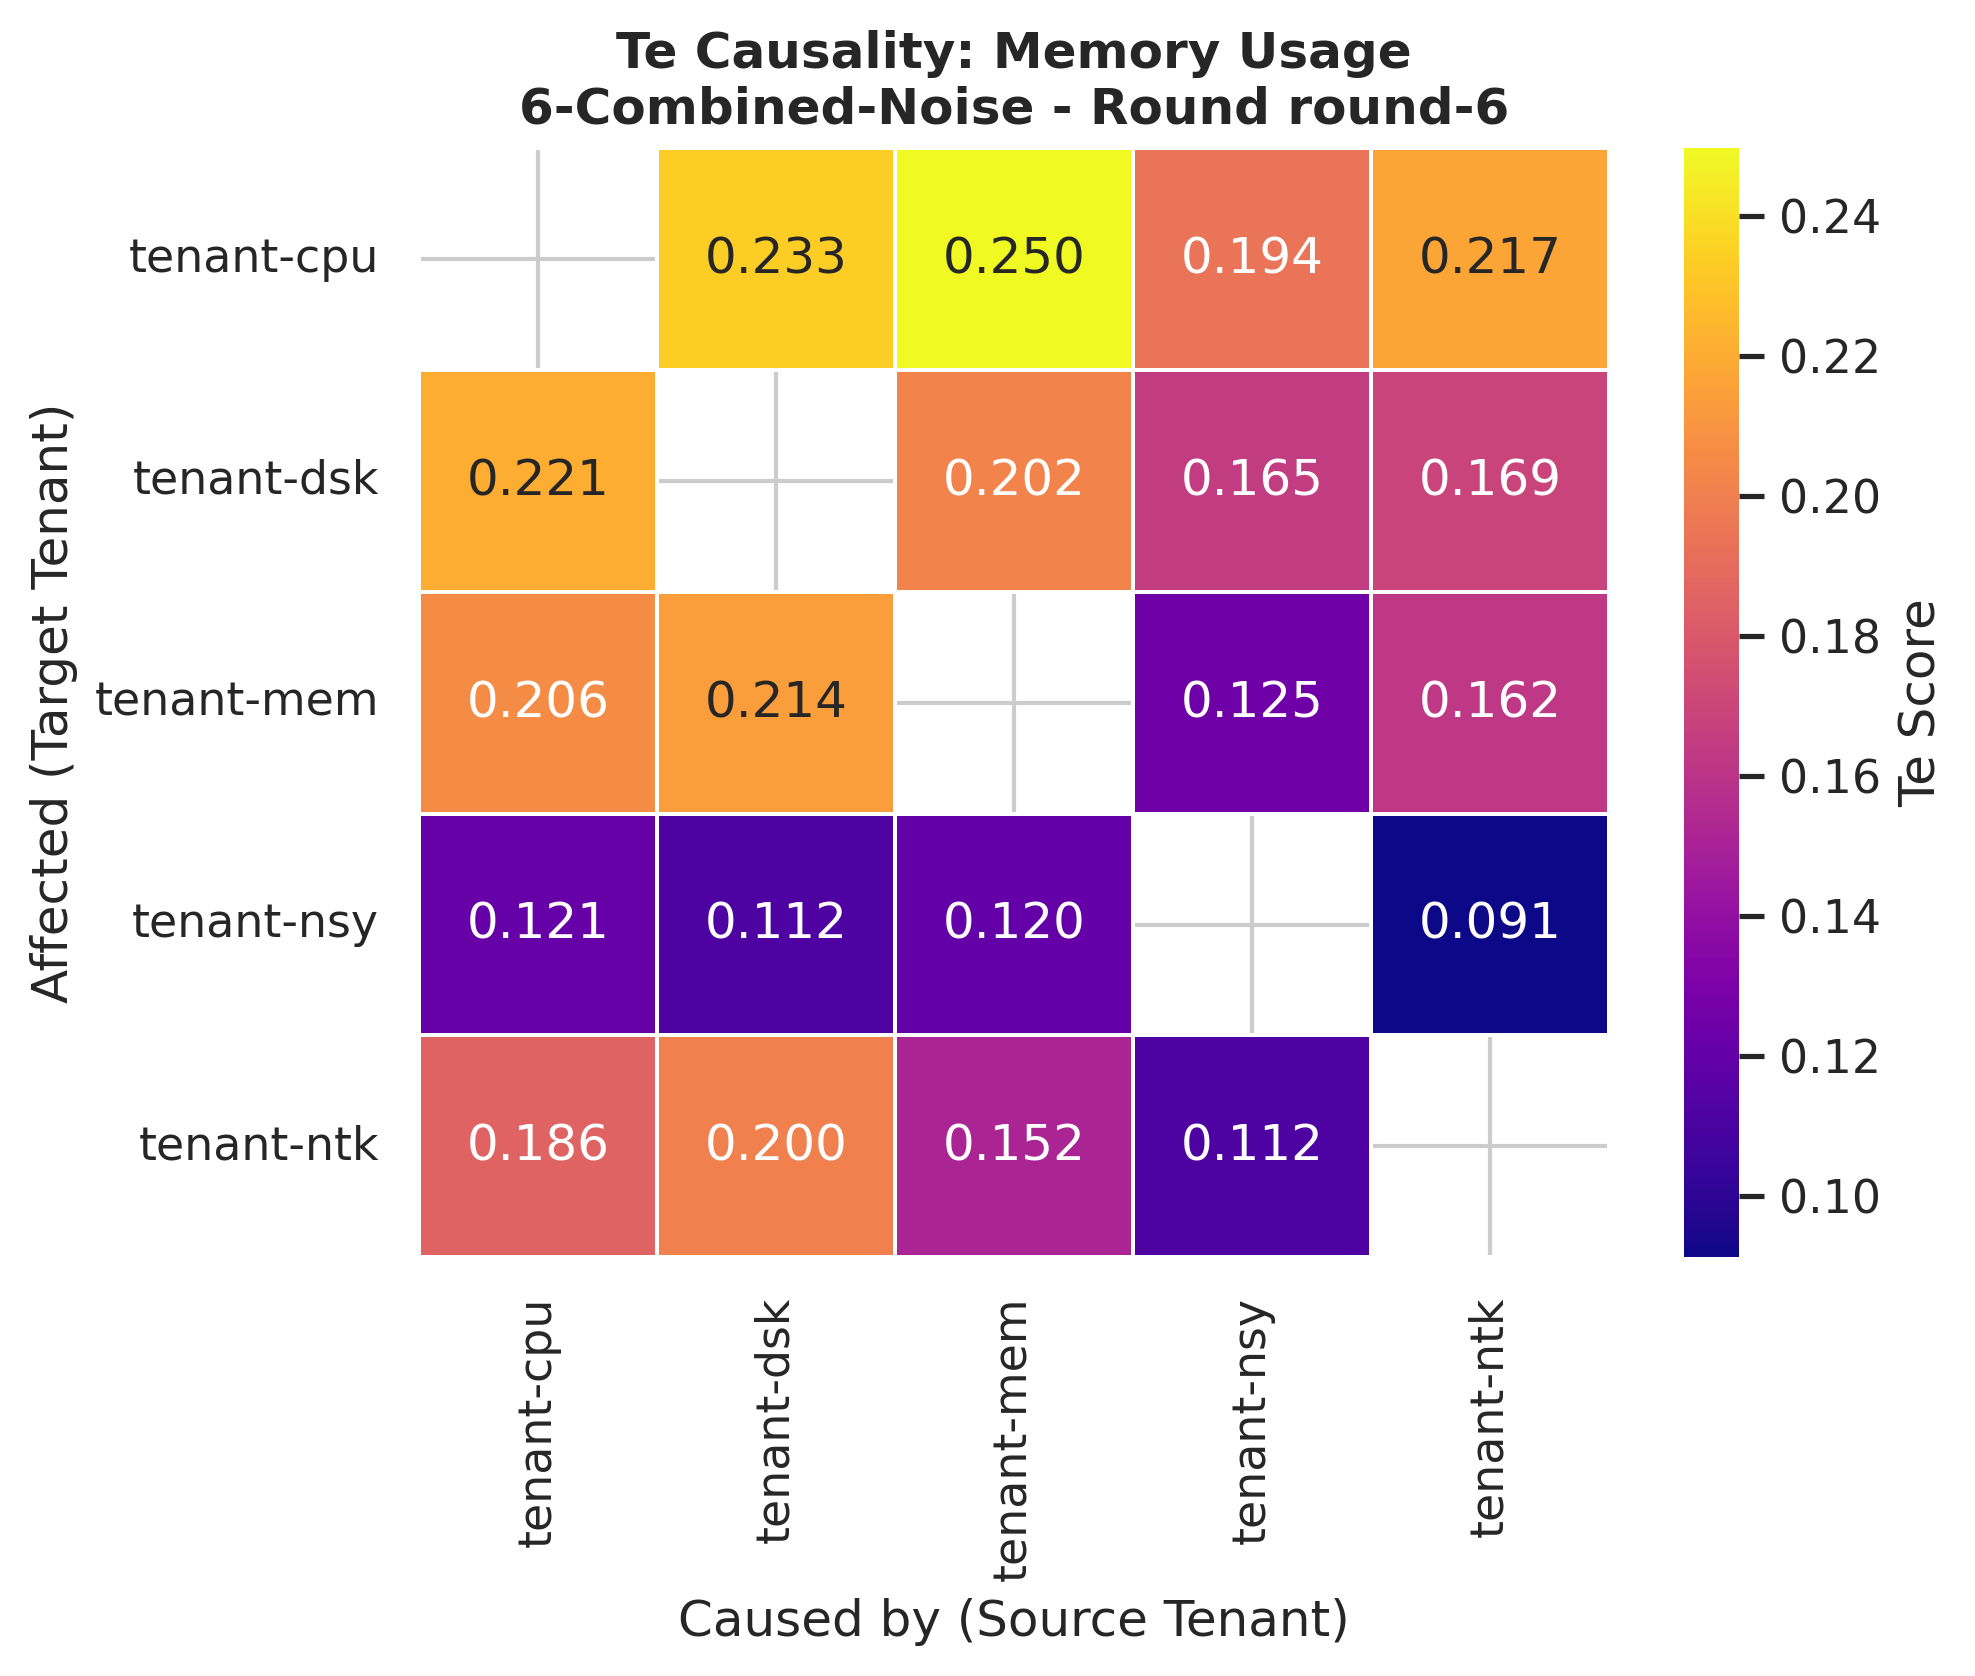 Te Causality: Memory Usage
6-Combined-Noise - Round round-6
Affected (Target Tenant)
tenant-cpu
0.233
0.250
0.194
0.217
tenant-dsk
0.221
0.202
0.165
0.169
tenant-mem
0.206
0.214
0.125
0.162
tenant-nsy
0.121
0.112
0.120
0.091
tenant-ntk
0.186
0.200
0.152
0.112
tenant-cpu
tenant-dsk
tenant-mem
tenant-nsy
tenant-ntk
Caused by (Source Tenant)
0.24
0.22
0.20
0.18
0.16
0.14
0.12
0.10
Te Score